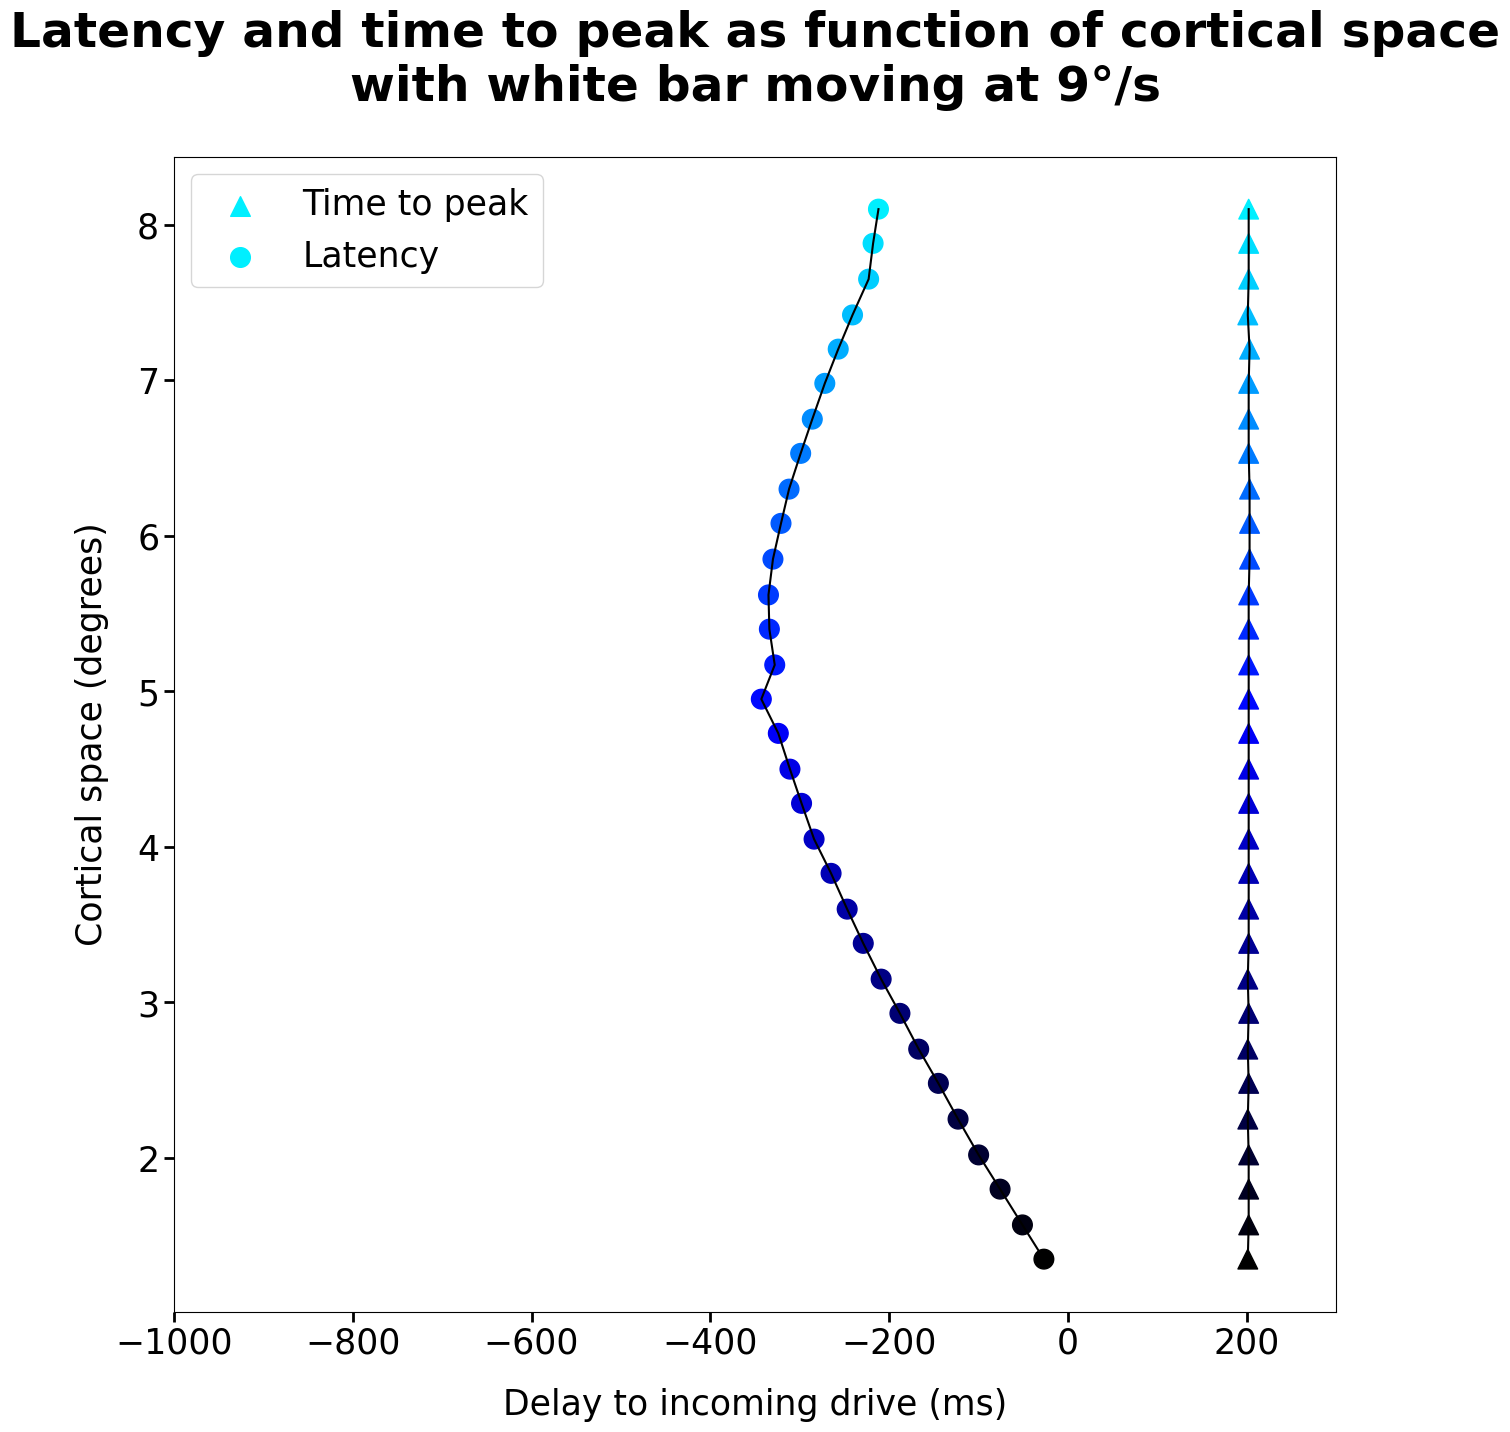 Latency and time to peak as function of cortical space
with white bar moving at 9°/s
Time to peak
Latency
8
7
6
5
4
3
2
Cortical space (degrees)
−1000 −800 −600 −400 −200 0 200
Delay to incoming drive (ms)